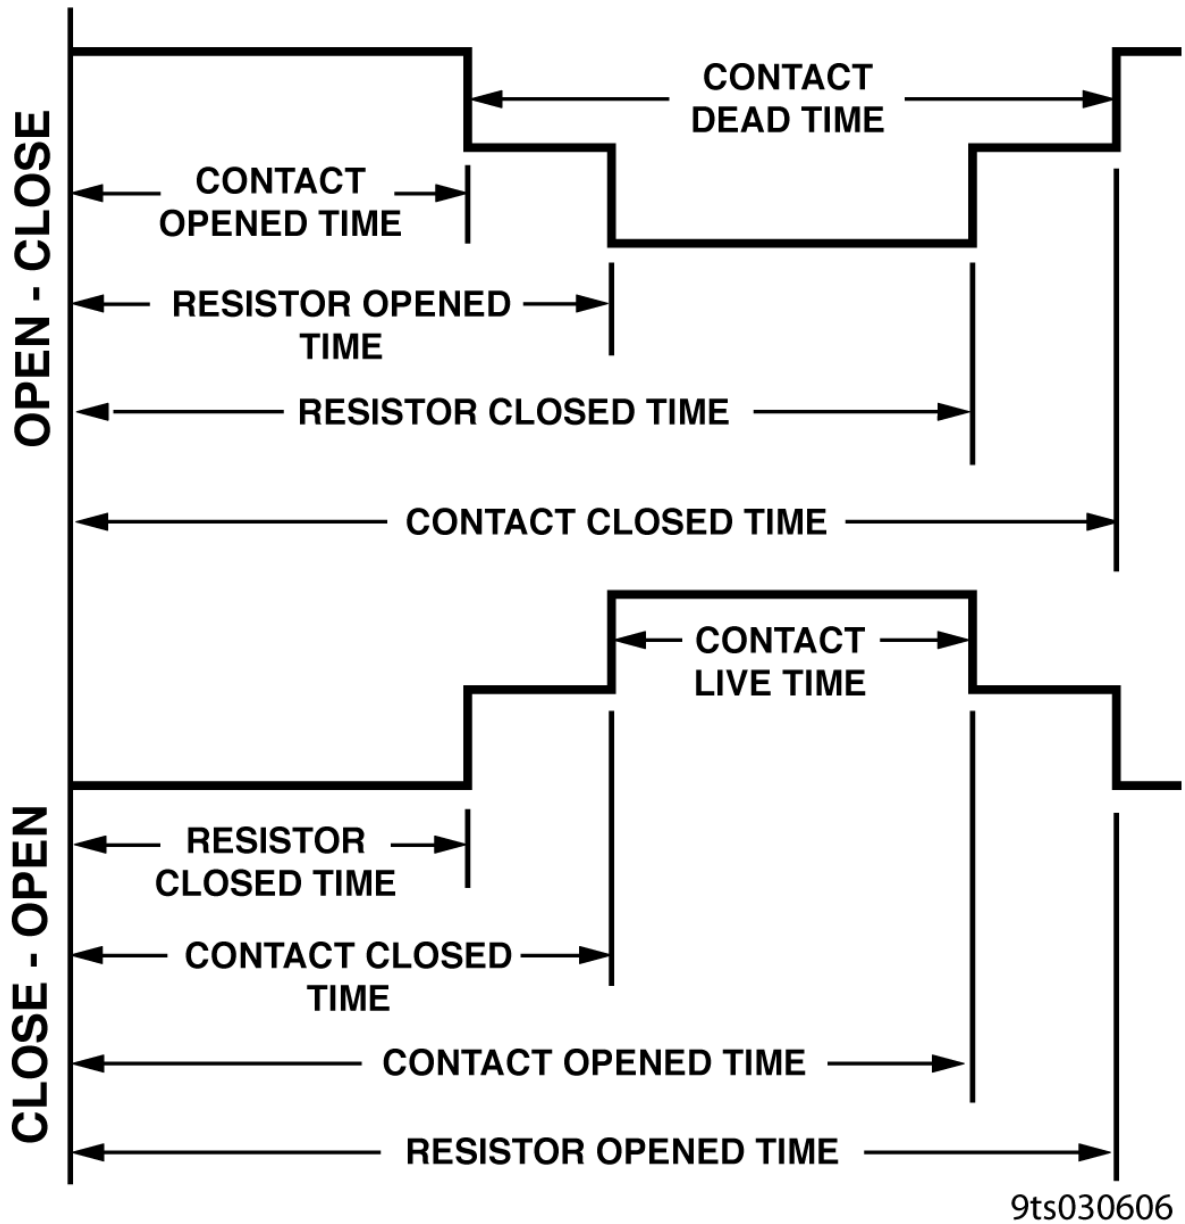 OPEN - CLOSE
CONTACT
DEAD TIME
CONTACT
OPENED TIME
RESISTOR OPENED
TIME
RESISTOR CLOSED TIME
CONTACT CLOSED TIME
CLOSE - OPEN
CONTACT
LIVE TIME
RESISTOR
CLOSED TIME
CONTACT CLOSED
TIME
CONTACT OPENED TIME
RESISTOR OPENED TIME
9ts030606